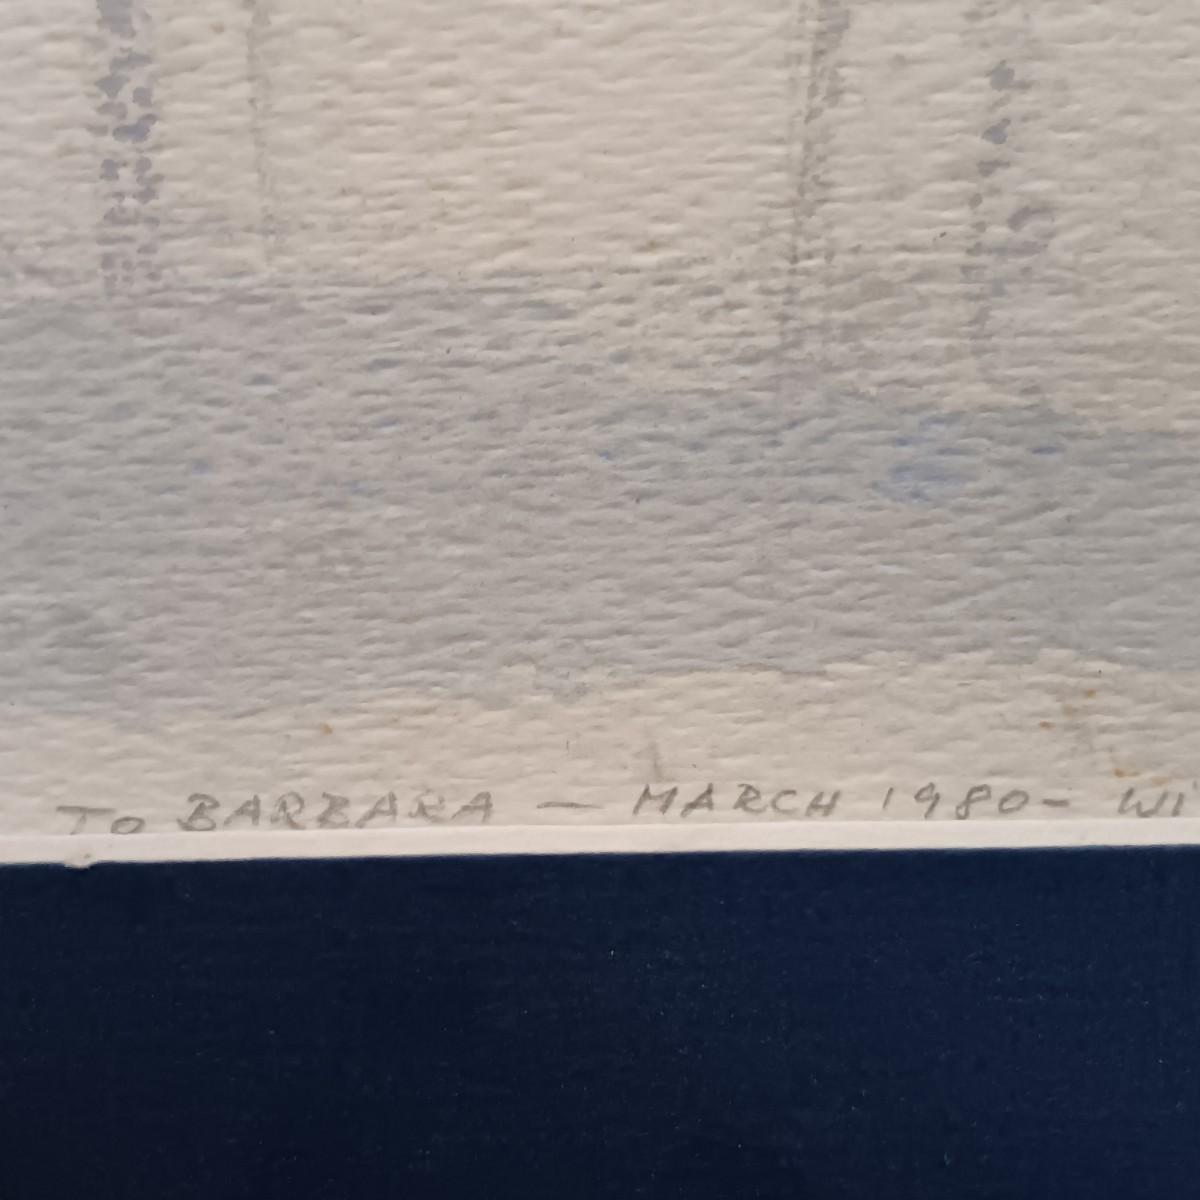 To BARBARA — MARCH 1980 -